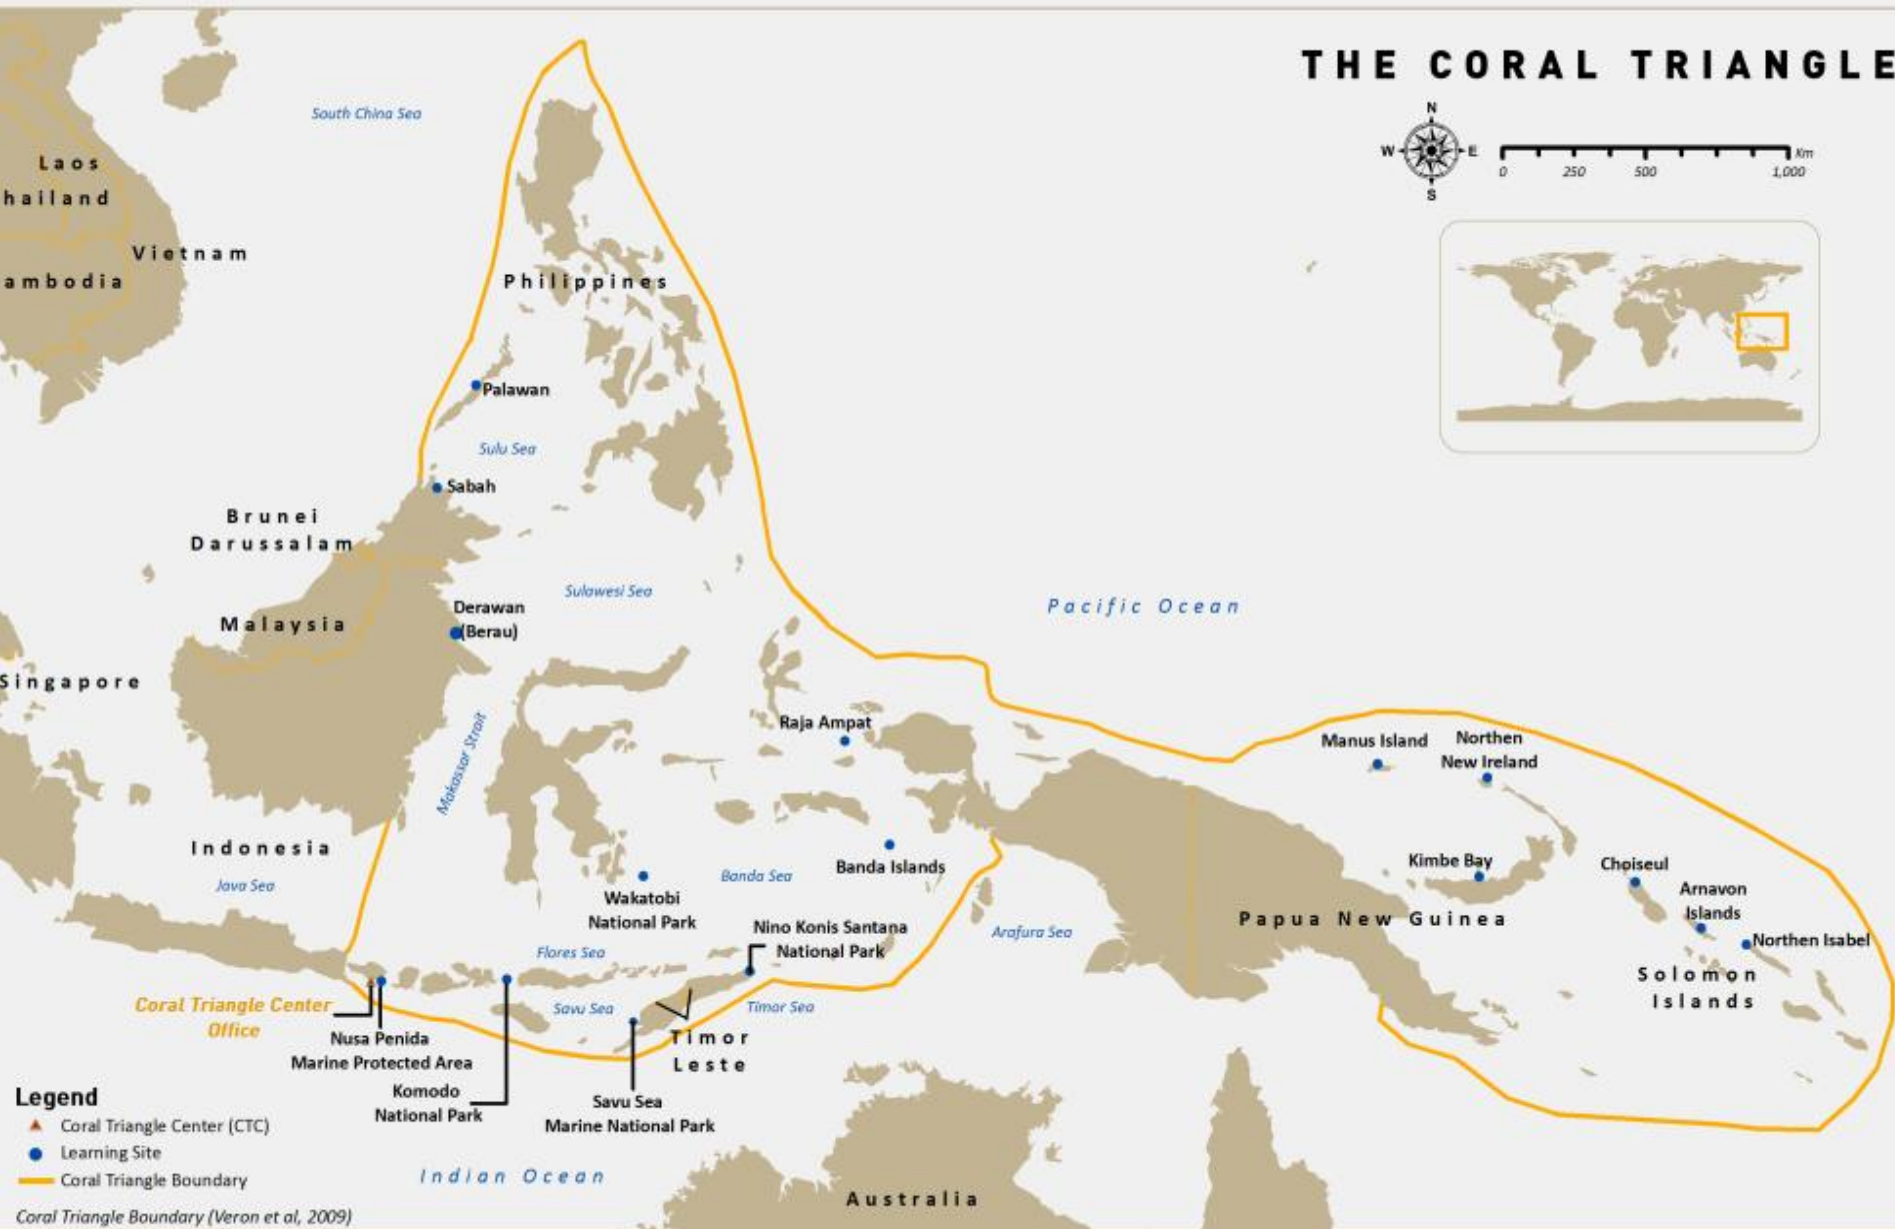 THE CORAL TRIANGLE
N
W
E
S
Km
0
250
500
1,000
South China Sea
Laos
hailand
Vietnam
ambodia
Philippines
Palawan
Sulu Sea
Sabah
Brunei
Darussalam
Sulawesi Sea
Pacific Ocean
Derawan
(Berau)
Malaysia
Singapore
Makassar Strait
Raja Ampat
Manus Island
Northen
New Ireland
Indonesia
Java Sea
Banda Islands
Banda Sea
Wakatobi
National Park
Kimbe Bay
Choiseul
Arnavon
Islands
Northen Isabel
Papua New Guinea
Nino Konis Santana
National Park
Arafura Sea
Flores Sea
Solomon
Islands
Coral Triangle Center
Office
Savu Sea
Timor Sea
Nusa Penida
Marine Protected Area
Timor
Leste
Komodo
National Park
Savu Sea
Marine National Park
Legend
Coral Triangle Center (CTC)
Learning Site
Coral Triangle Boundary
Indian Ocean
Australia
Coral Triangle Boundary (Veron et al, 2009)